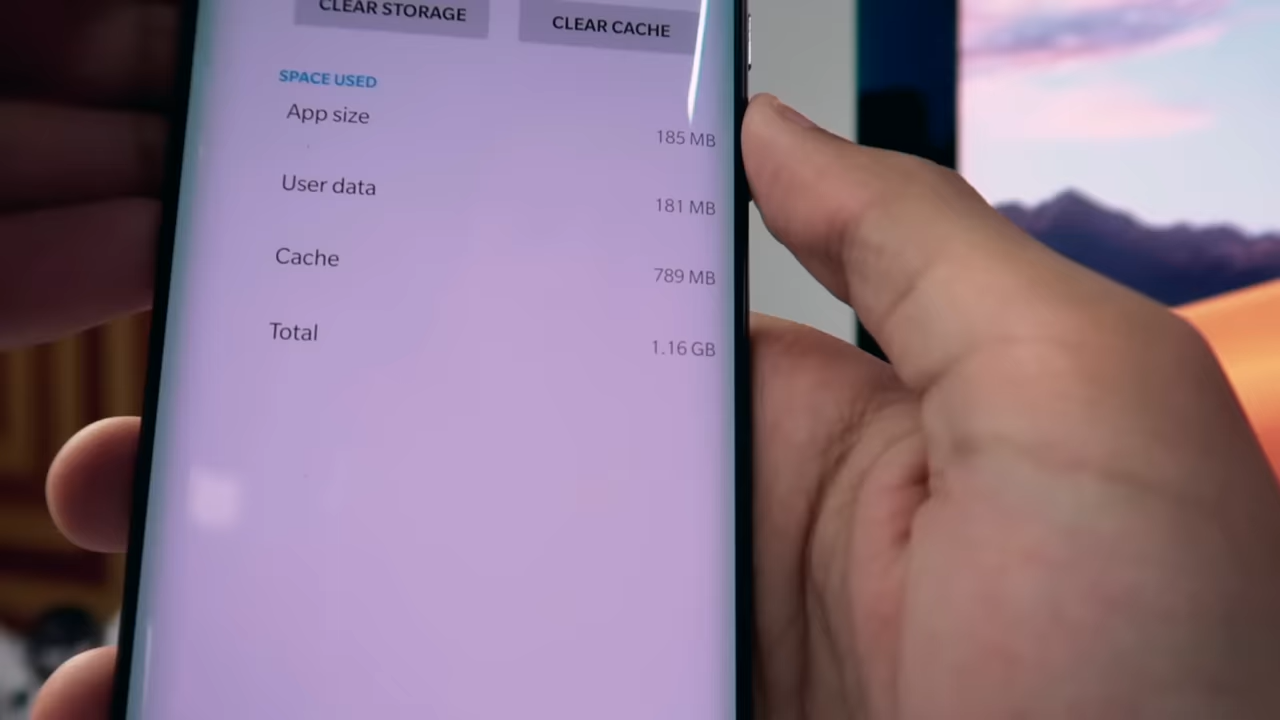 CLEAR STORAGE CLEAR CACHE
SPACE USED
App size 185 MB
User data 181 MB
Cache 789 MB
Total 1.16 GB